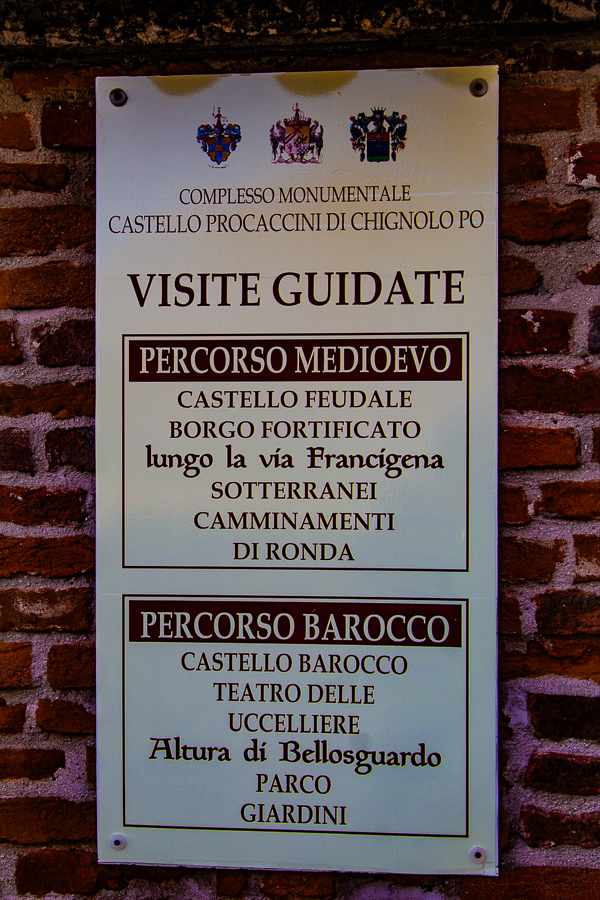 COMPLESSO MONUMENTALE
CASTELLO PROCACCINI DI CHIGNOLO PO
VISITE GUIDATE
PERCORSO MEDIOEVO
CASTELLO FEUDALE
BORGO FORTIFICATO
lungo la via Francigena
SOTTERRANEI
CAMMINAMENTI
DI RONDA
PERCORSO BAROCCO
CASTELLO BAROCCO
TEATRO DELLE
UCCELLIERE
Altura di Bellosguardo
PARCO
GIARDINI